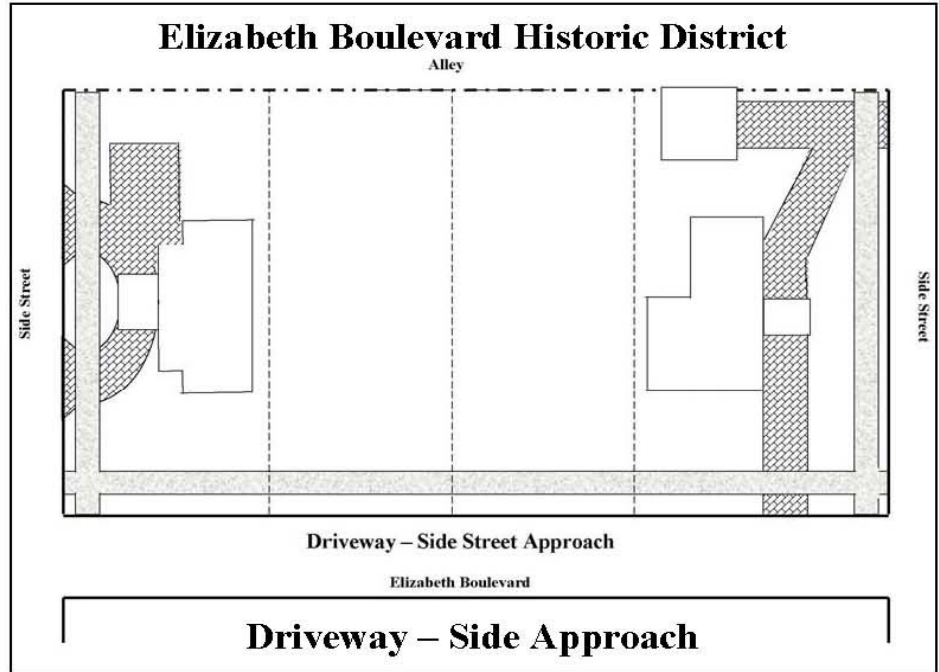 Elizabeth Boulevard Historic District
Alley
Side Street
Side Street
Driveway – Side Street Approach
Elizabeth Boulevard
Driveway – Side Approach